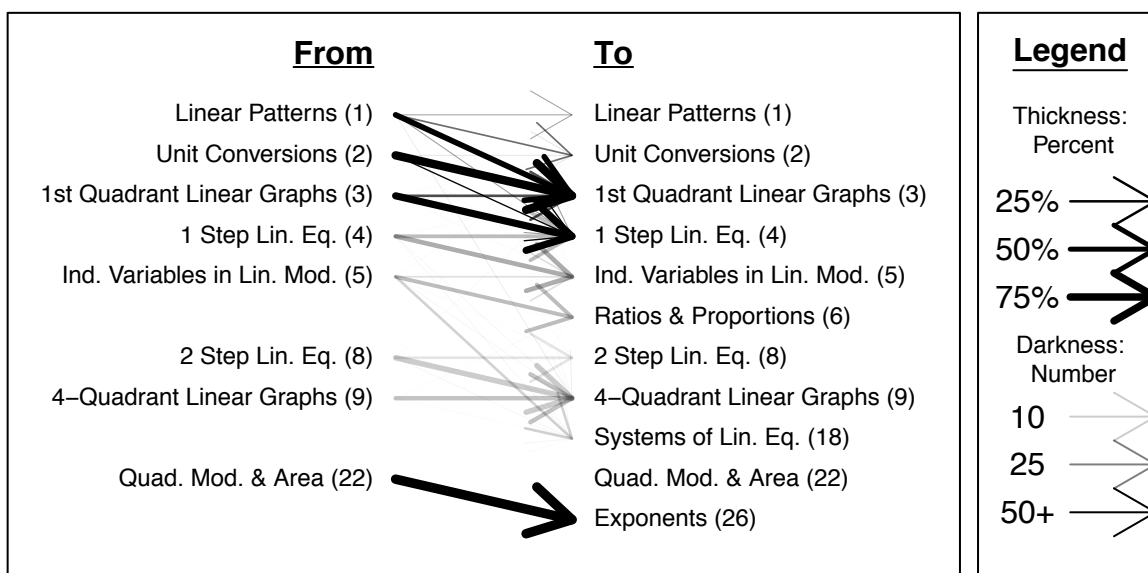 From To
Linear Patterns (1) Linear Patterns (1)
Unit Conversions (2) Unit Conversions (2)
1st Quadrant Linear Graphs (3) 1st Quadrant Linear Graphs (3)
1 Step Lin. Eq. (4) 1 Step Lin. Eq. (4)
Ind. Variables in Lin. Mod. (5) Ind. Variables in Lin. Mod. (5)
Ratios & Proportions (6)
2 Step Lin. Eq. (8) 2 Step Lin. Eq. (8)
4−Quadrant Linear Graphs (9) 4−Quadrant Linear Graphs (9)
Systems of Lin. Eq. (18)
Quad. Mod. & Area (22) Quad. Mod. & Area (22)
Exponents (26)
Legend
Thickness:
Percent
25%
50%
75%
Darkness:
Number
10
25
50+